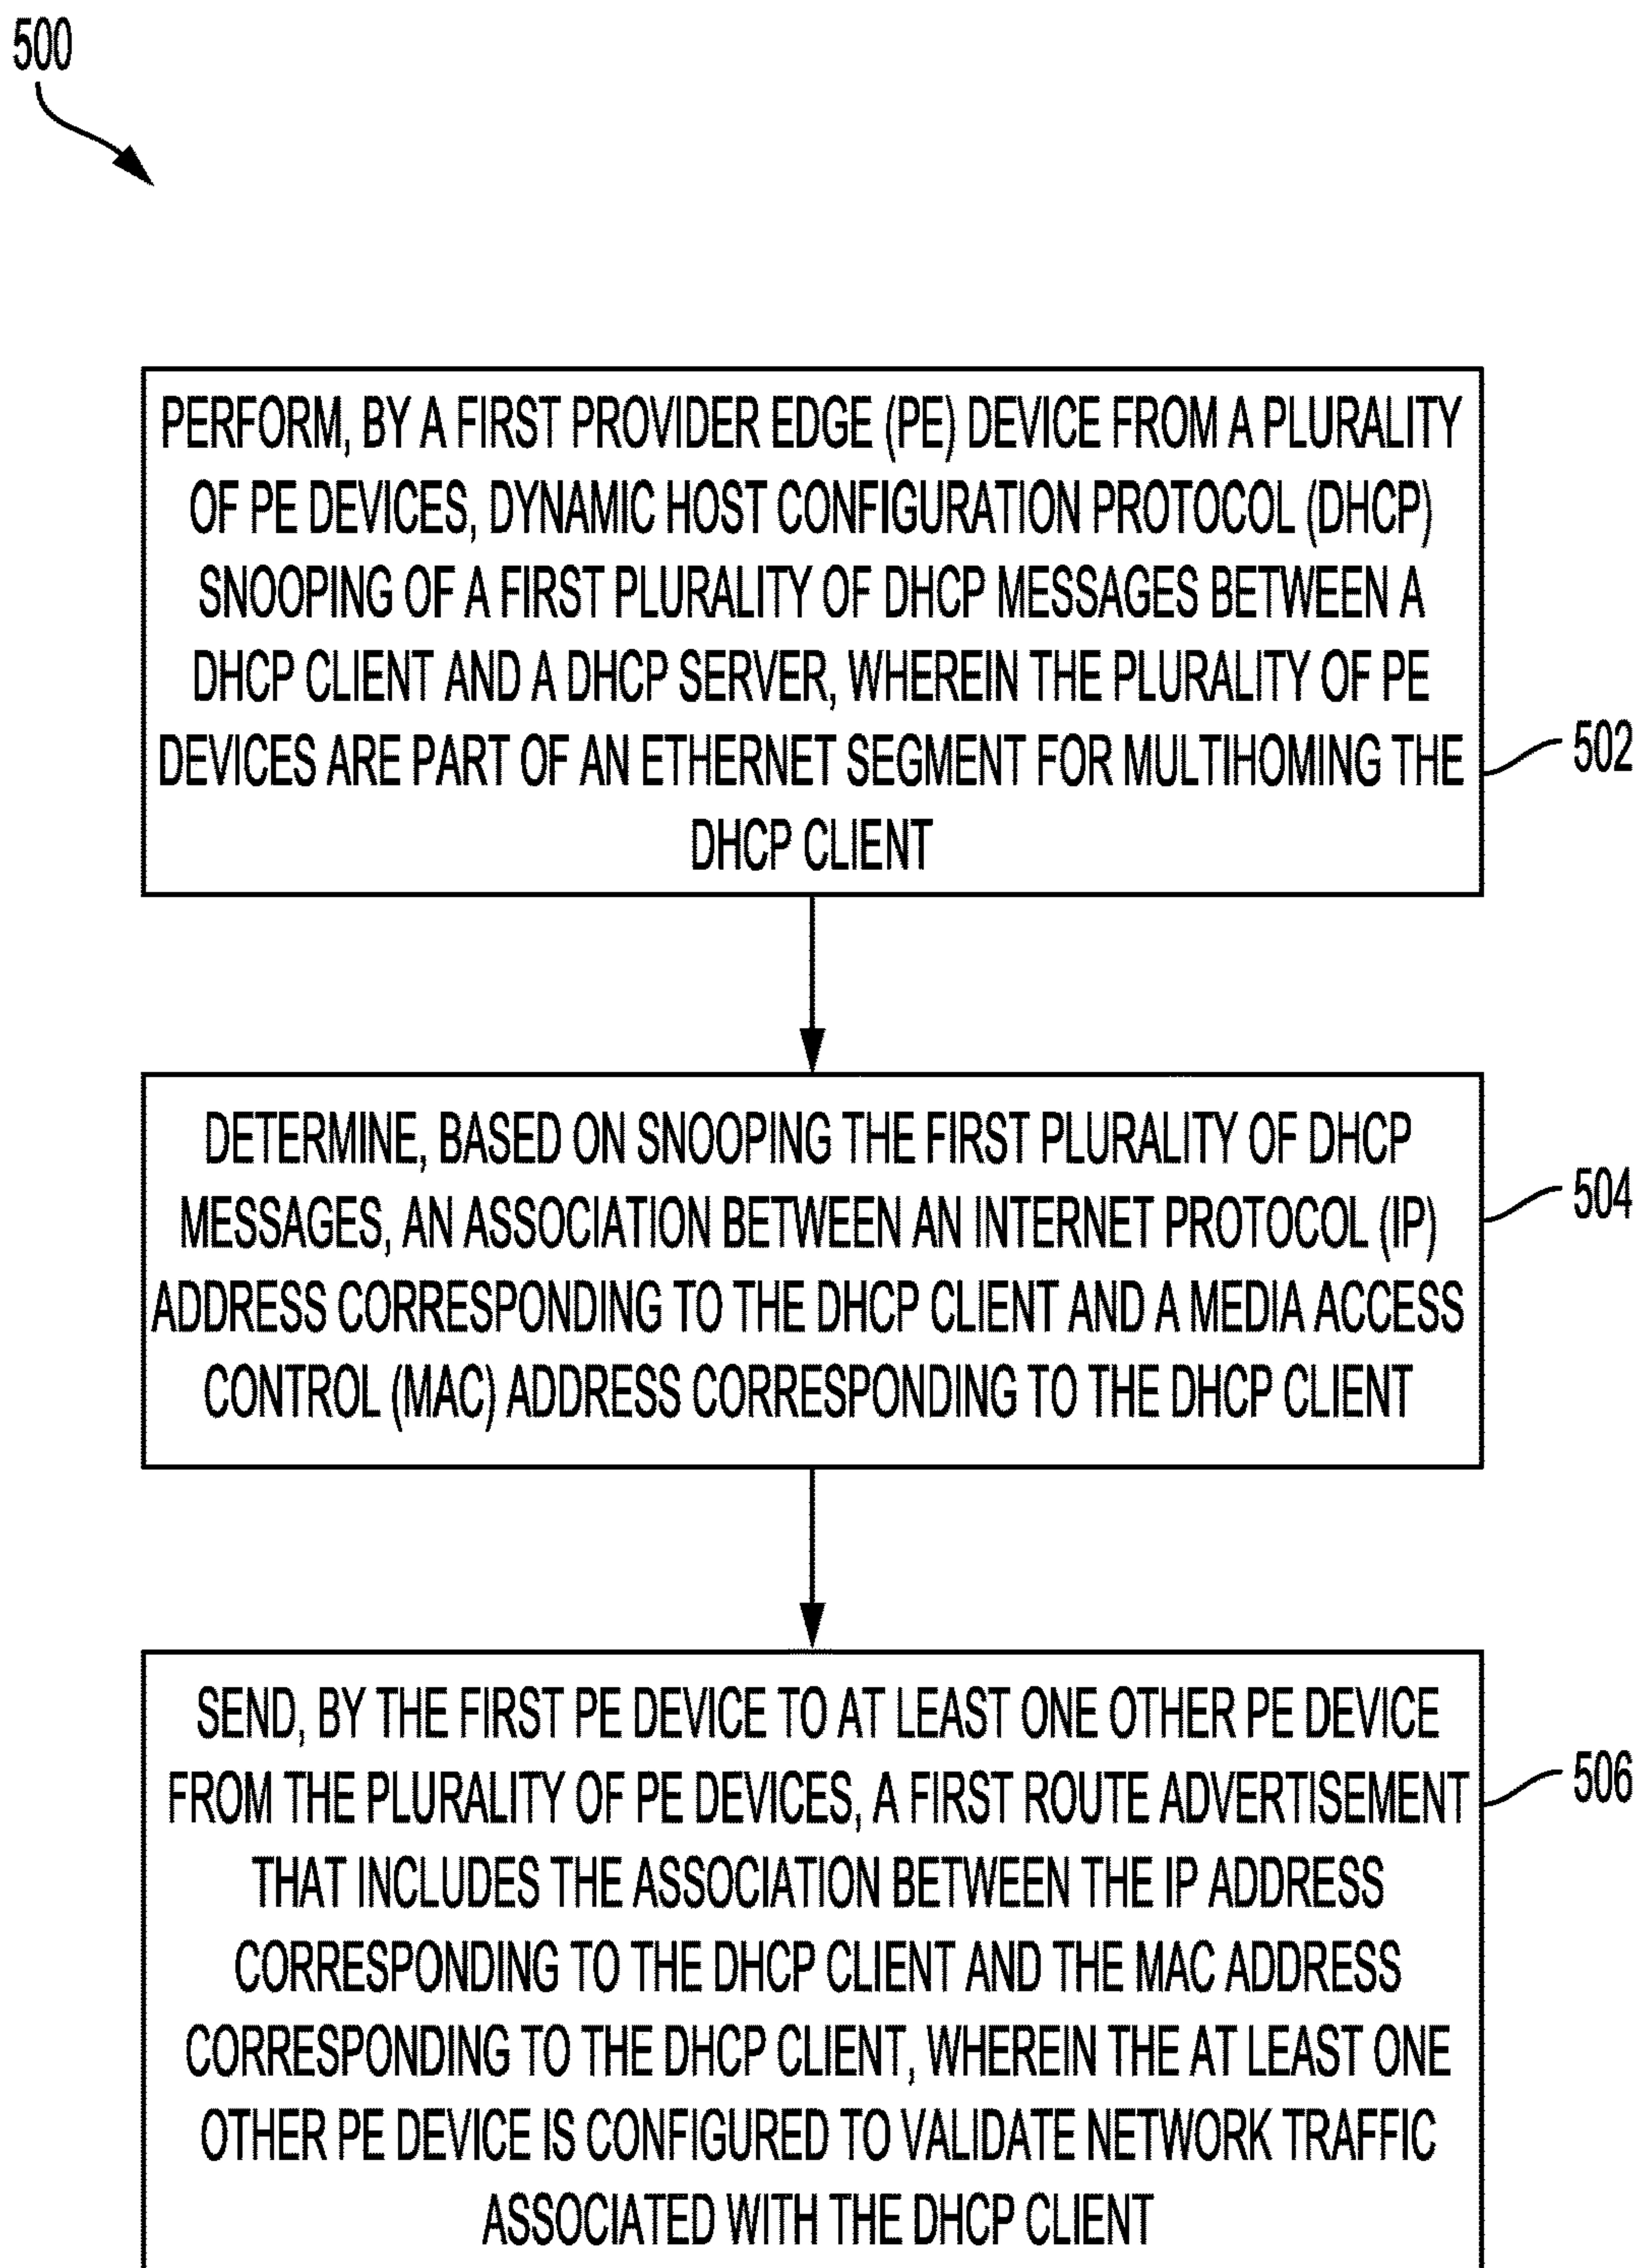 500
PERFORM, BY A FIRST PROVIDER EDGE (PE) DEVICE FROM A PLURALITY
OF PE DEVICES, DYNAMIC HOST CONFIGURATION PROTOCOL (DHCP)
SNOOPING OF A FIRST PLURALITY OF DHCP MESSAGES BETWEEN A
DHCP CLIENT AND A DHCP SERVER, WHEREIN THE PLURALITY OF PE
DEVICES ARE PART OF AN ETHERNET SEGMENT FOR MULTIHOMING THE
DHCP CLIENT
502
DETERMINE, BASED ON SNOOPING THE FIRST PLURALITY OF DHCP
MESSAGES, AN ASSOCIATION BETWEEN AN INTERNET PROTOCOL (IP)
ADDRESS CORRESPONDING TO THE DHCP CLIENT AND A MEDIA ACCESS
CONTROL (MAC) ADDRESS CORRESPONDING TO THE DHCP CLIENT
504
SEND, BY THE FIRST PE DEVICE TO AT LEAST ONE OTHER PE DEVICE
FROM THE PLURALITY OF PE DEVICES, A FIRST ROUTE ADVERTISEMENT
THAT INCLUDES THE ASSOCIATION BETWEEN THE IP ADDRESS
CORRESPONDING TO THE DHCP CLIENT AND THE MAC ADDRESS
CORRESPONDING TO THE DHCP CLIENT, WHEREIN THE AT LEAST ONE
OTHER PE DEVICE IS CONFIGURED TO VALIDATE NETWORK TRAFFIC
ASSOCIATED WITH THE DHCP CLIENT
506